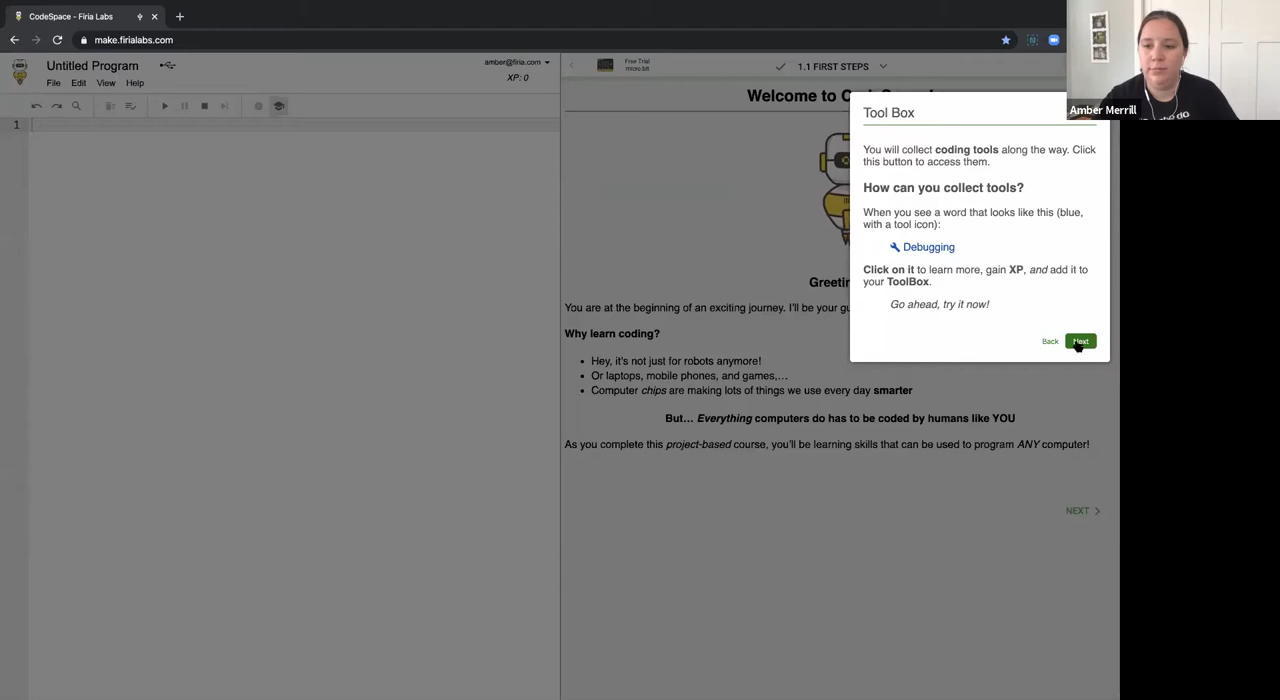 CodeSpace - Firia Labs
make.firialabs.com
Untitled Program
File Edit View Help
amber@firia.com
XP: 0
1
Free Trial
micro:bit
1.1 FIRST STEPS
Amber Merrill
Welcome to
Tool Box
You will collect coding tools along the way. Click
this button to access them.
How can you collect tools?
When you see a word that looks like this (blue,
with a tool icon):
Debugging
Click on it to learn more, gain XP, and add it to
your ToolBox.
Go ahead, try it now!
Back Next
You are at the beginning of an exciting journey. I'll be your
Why learn coding?
• Hey, it's not just for robots anymore!
• Or laptops, mobile phones, and games,…
• Computer chips are making lots of things we use every day smarter
But… Everything computers do has to be coded by humans like YOU
As you complete this project-based course, you'll be learning skills that can be used to program ANY computer!
NEXT